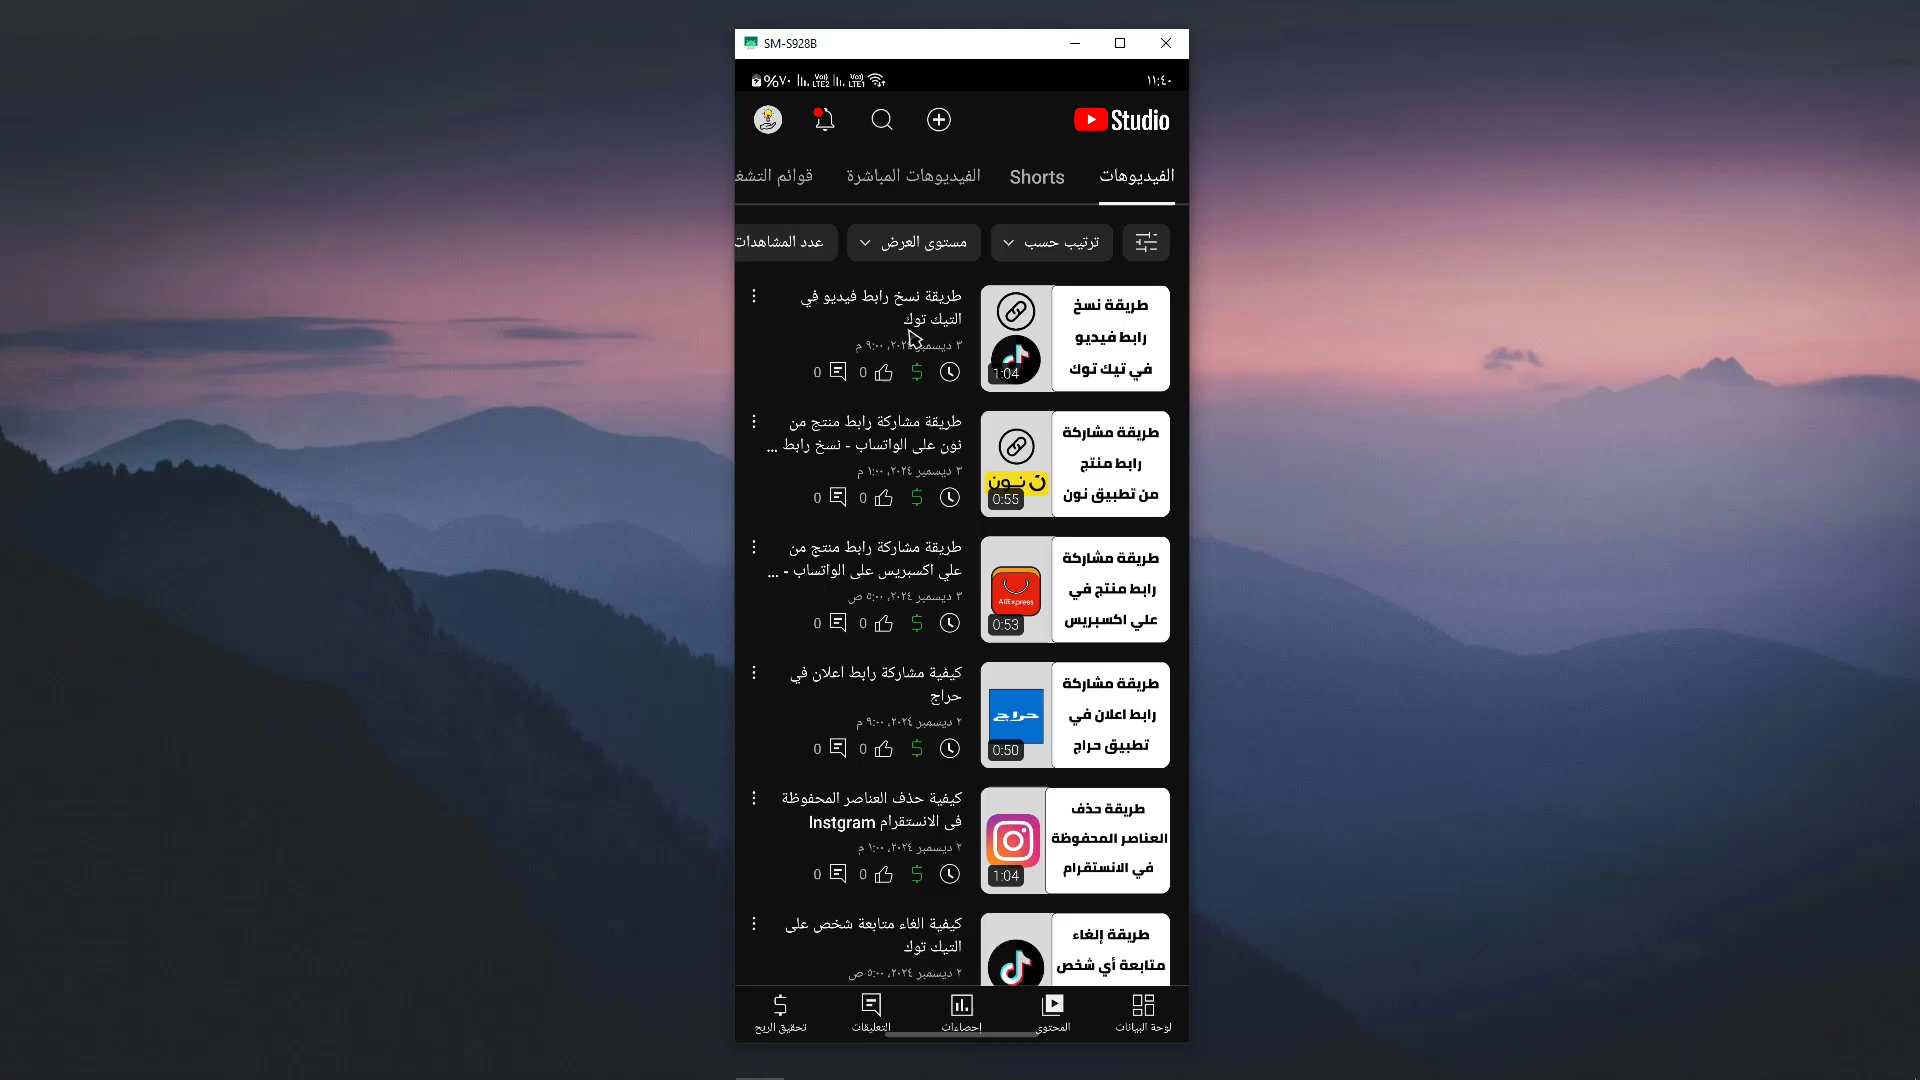 SM-S928B
%٧٠ Vo) LTE2 Vo) LTE1
١١:٤٠
Studio
الفيديوهات
Shorts
الفيديوهات المباشرة
قوائم التشغ
ترتيب حسب
مستوى العرض
عدد المشاهدات
طريقة نسخ
رابط فيديو
في تيك توك
1:04
طريقة نسخ رابط فيديو في
التيك توك
٣ ديسمبر ٢٠٢٤، ٩:٠٠ م
0 0
طريقة مشاركة
رابط منتج
من تطبيق نون
نون
0:55
طريقة مشاركة رابط منتج من
نون على الواتساب - نسخ رابط ...
٣ ديسمبر ٢٠٢٤، ١:٠٠ م
0 0
طريقة مشاركة
رابط منتج في
علي اكسبريس
AliExpress
0:53
طريقة مشاركة رابط منتج من
علي اكسبريس على الواتساب - ...
٣ ديسمبر ٢٠٢٤، ٥:٠٠ ص
0 0
طريقة مشاركة
رابط اعلان في
تطبيق حراج
حراج
0:50
كيفية مشاركة رابط اعلان في
حراج
٢ ديسمبر ٢٠٢٤، ٩:٠٠ م
0 0
طريقة حذف
العناصر المحفوظة
في الانستقرام
1:04
كيفية حذف العناصر المحفوظة
فى الانستقرام Instgram
٢ ديسمبر ٢٠٢٤، ١:٠٠ م
0 0
طريقة إلغاء
متابعة أي شخص
كيفية الغاء متابعة شخص على
التيك توك
٢ ديسمبر ٢٠٢٤، ٥:٠٠ ص
لوحة البيانات
المحتوى
إحصاءات
التعليقات
تحقيق الربح